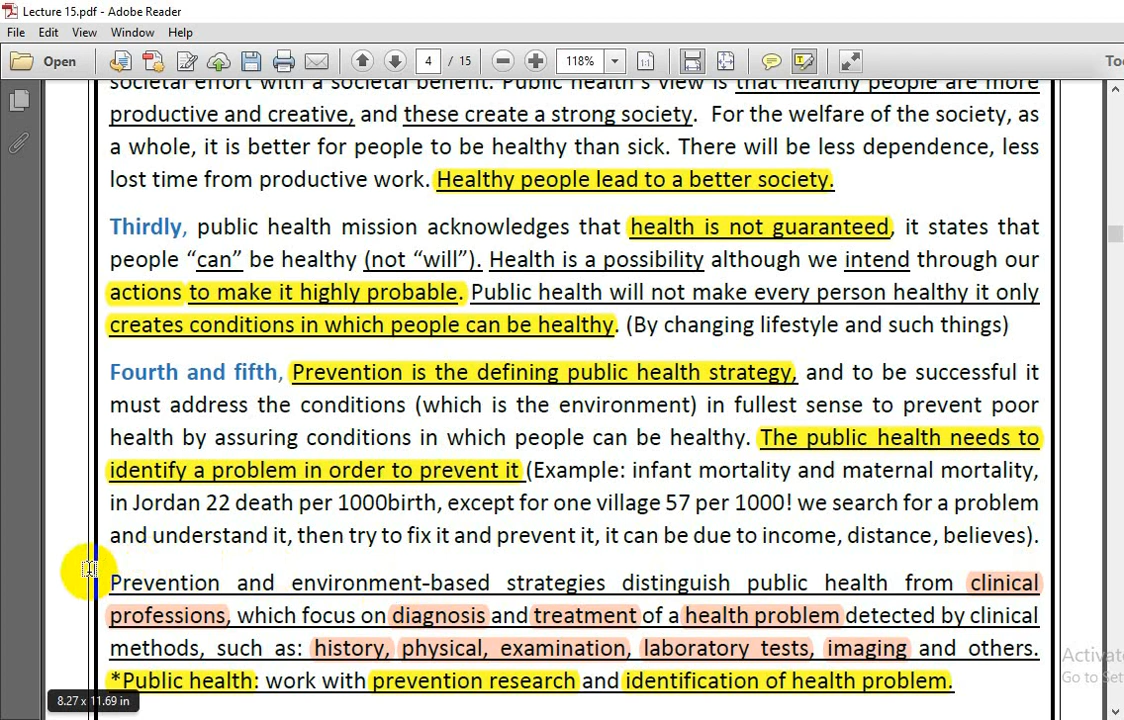 Lecture 15.pdf - Adobe Reader
File Edit View Window Help
Open 4 / 15 118%
societal effort with a societal benefit. Public health's view is that healthy people are more
productive and creative, and these create a strong society. For the welfare of the society, as
a whole, it is better for people to be healthy than sick. There will be less dependence, less
lost time from productive work. Healthy people lead to a better society.
Thirdly, public health mission acknowledges that health is not guaranteed, it states that
people “can” be healthy (not “will”). Health is a possibility although we intend through our
actions to make it highly probable. Public health will not make every person healthy it only
creates conditions in which people can be healthy. (By changing lifestyle and such things)
Fourth and fifth, Prevention is the defining public health strategy, and to be successful it
must address the conditions (which is the environment) in fullest sense to prevent poor
health by assuring conditions in which people can be healthy. The public health needs to
identify a problem in order to prevent it (Example: infant mortality and maternal mortality,
in Jordan 22 death per 1000birth, except for one village 57 per 1000! we search for a problem
and understand it, then try to fix it and prevent it, it can be due to income, distance, believes).
Prevention and environment-based strategies distinguish public health from clinical
professions, which focus on diagnosis and treatment of a health problem detected by clinical
methods, such as: history, physical, examination, laboratory tests, imaging and others.
*Public health: work with prevention research and identification of health problem.
8.27 x 11.69 in